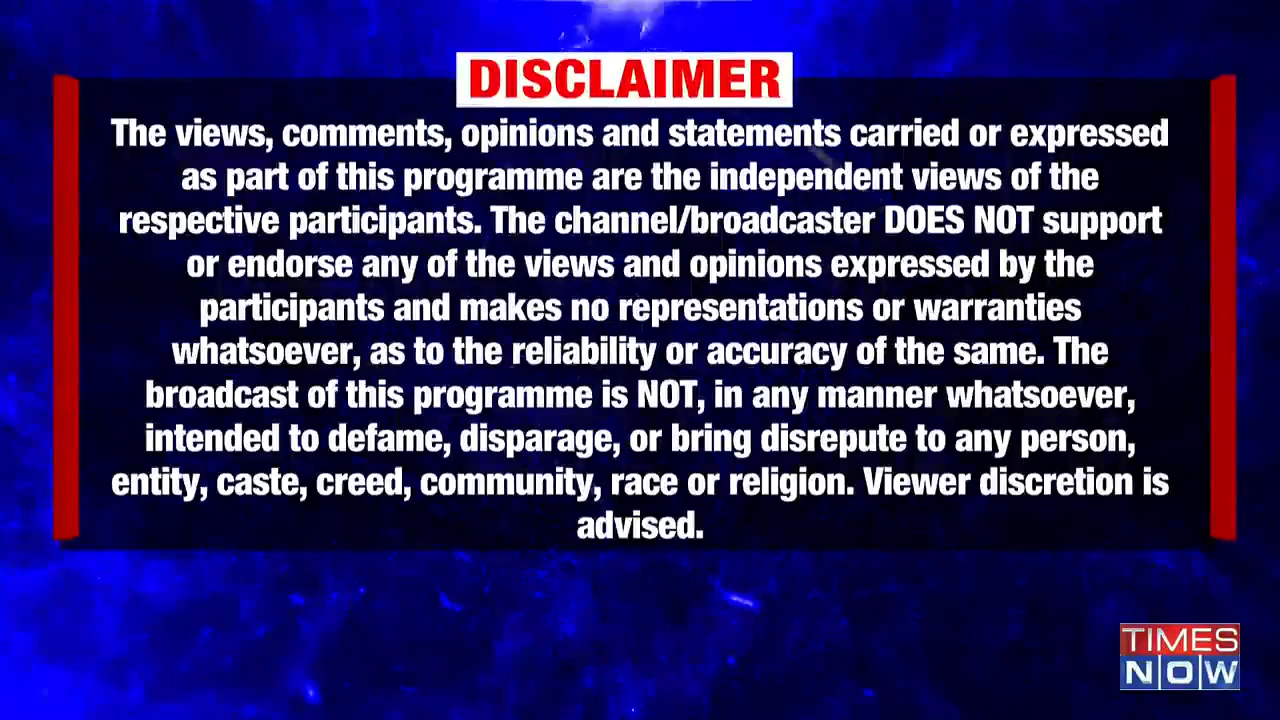 DISCLAIMER
The views, comments, opinions and statements carried or expressed
as part of this programme are the independent views of the
respective participants. The channel/broadcaster DOES NOT support
or endorse any of the views and opinions expressed by the
participants and makes no representations or warranties
whatsoever, as to the reliability or accuracy of the same. The
broadcast of this programme is NOT, in any manner whatsoever,
intended to defame, disparage, or bring disrepute to any person,
entity, caste, creed, community, race or religion. Viewer discretion is
advised.
TIMES
NOW